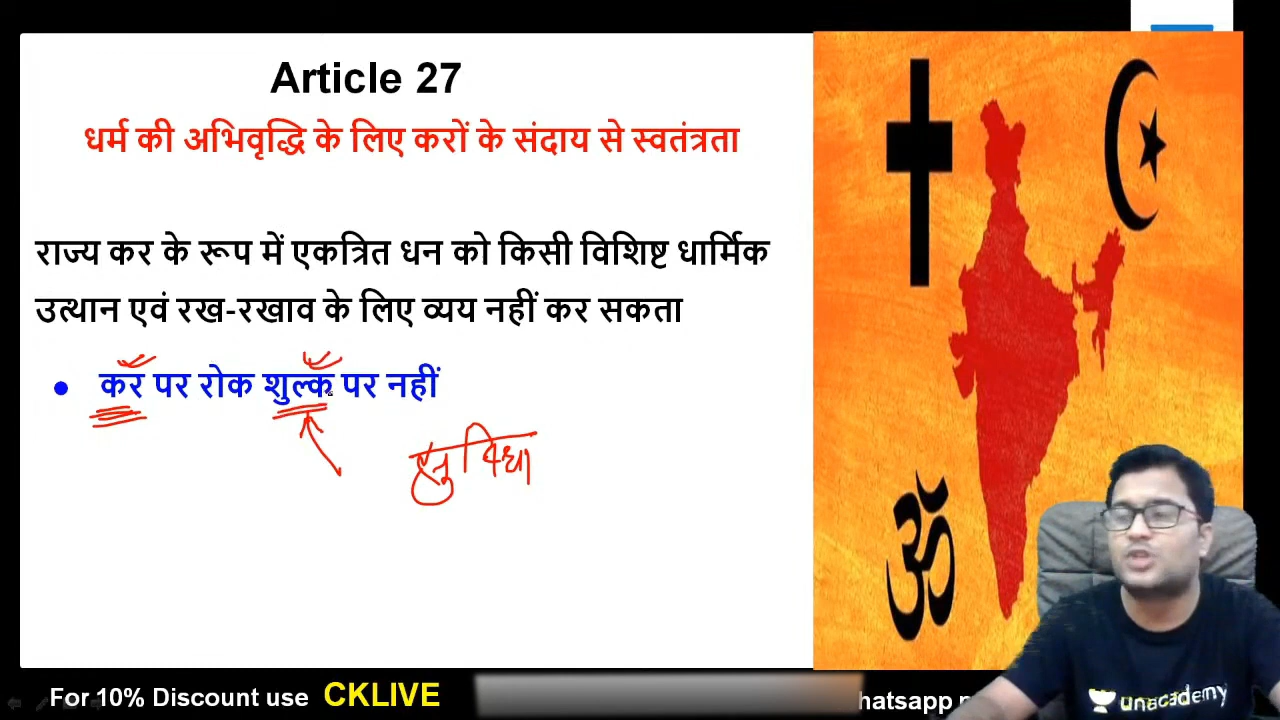 Article 27
धर्म की अभिवृद्धि के लिए करों के संदाय से स्वतंत्रता
राज्य कर के रूप में एकत्रित धन को किसी विशिष्ट धार्मिक
उत्थान एवं रख-रखाव के लिए व्यय नहीं कर सकता
• कर पर रोक शुल्क पर नहीं
ॐ
For 10% Discount use CKLIVE
hatsapp
unacademy